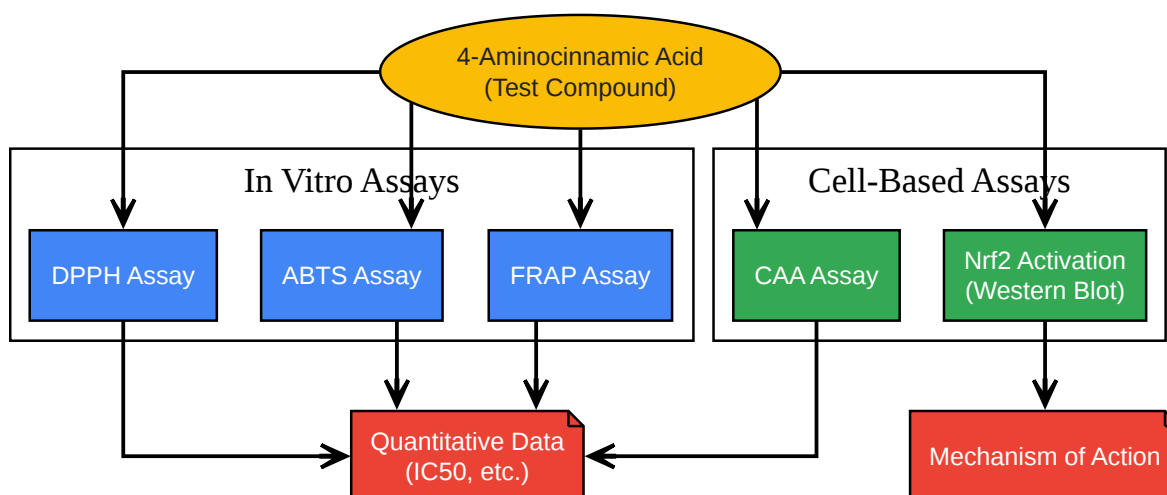 4-Aminocinnamic Acid
(Test Compound)
In Vitro Assays
Cell-Based Assays
DPPH Assay
ABTS Assay
FRAP Assay
CAA Assay
Nrf2 Activation
(Western Blot)
Quantitative Data
(IC50, etc.)
Mechanism of Action